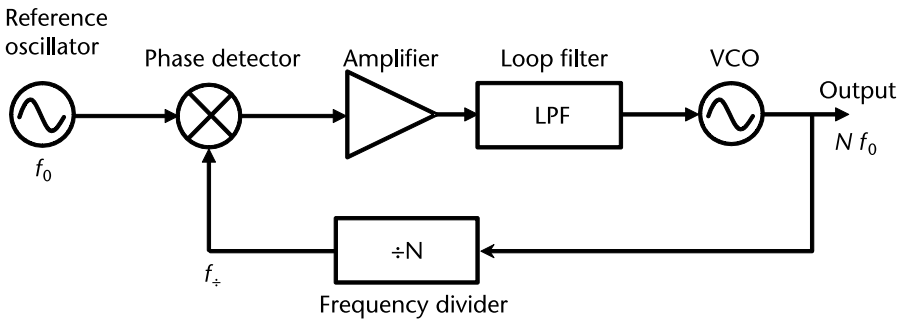 Reference
oscillator
Phase detector
Amplifier
Loop filter
VCO
Output
LPF
f₀
N f₀
÷N
f÷
Frequency divider